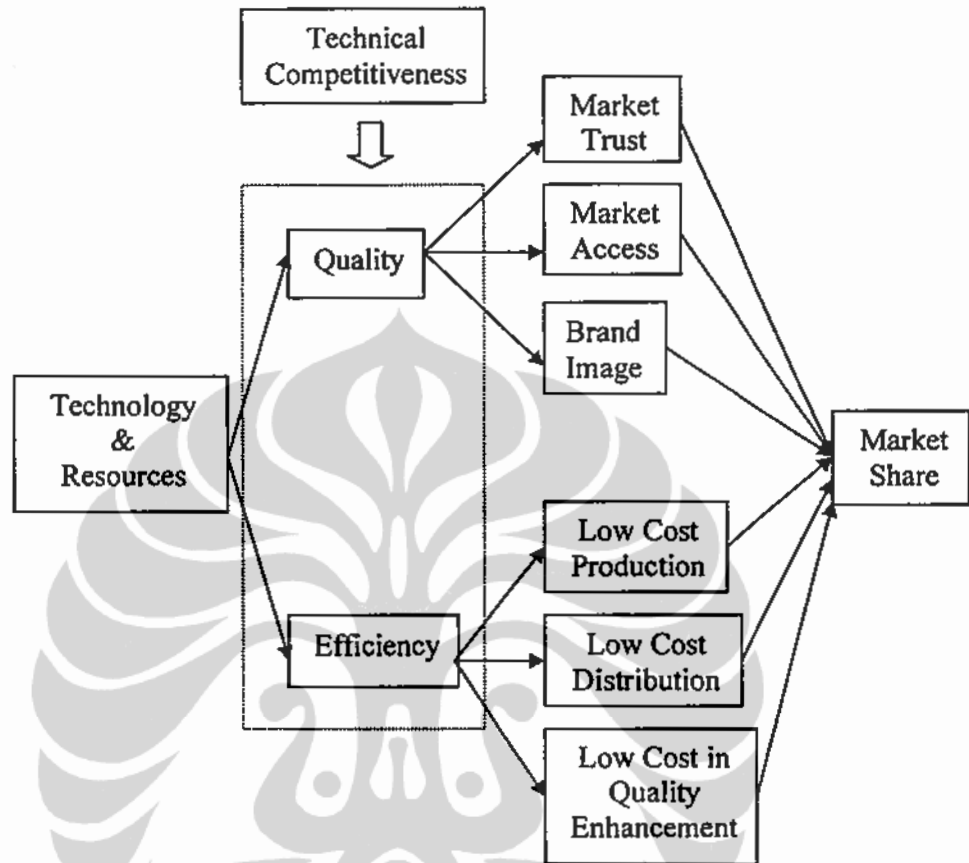 Technical
Competitiveness
Market
Trust
Market
Access
Quality
Brand
Image
Technology
&
Resources
Market
Share
Low Cost
Production
Efficiency
Low Cost
Distribution
Low Cost in
Quality
Enhancement